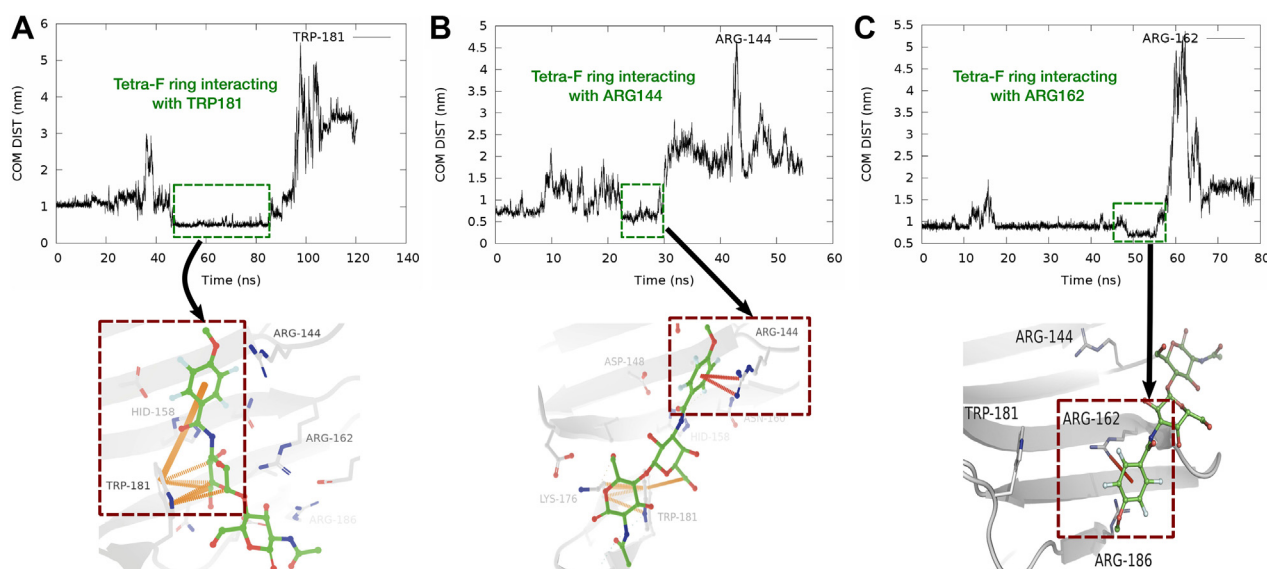 A
TRP-181
Tetra-F ring interacting
with TRP181
COM DIST (nm)
6
5
4
3
2
1
0
0
20
40
60
80
100
120
140
Time (ns)
B
ARG-144
Tetra-F ring interacting
with ARG144
COM DIST (nm)
5
4.5
4
3.5
3
2.5
2
1.5
1
0.5
0
0
10
20
30
40
50
60
Time (ns)
C
ARG-162
Tetra-F ring interacting
with ARG162
COM DIST (nm)
5.5
5
4.5
4
3.5
3
2.5
2
1.5
1
0.5
0
10
20
30
40
50
60
70
80
Time (ns)
ARG-144
HID-158
ARG-162
TRP-181
ARG-186
ARG-144
ASP-148
HID-158
LYS-176
TRP-181
ARG-144
TRP-181
ARG-162
ARG-186